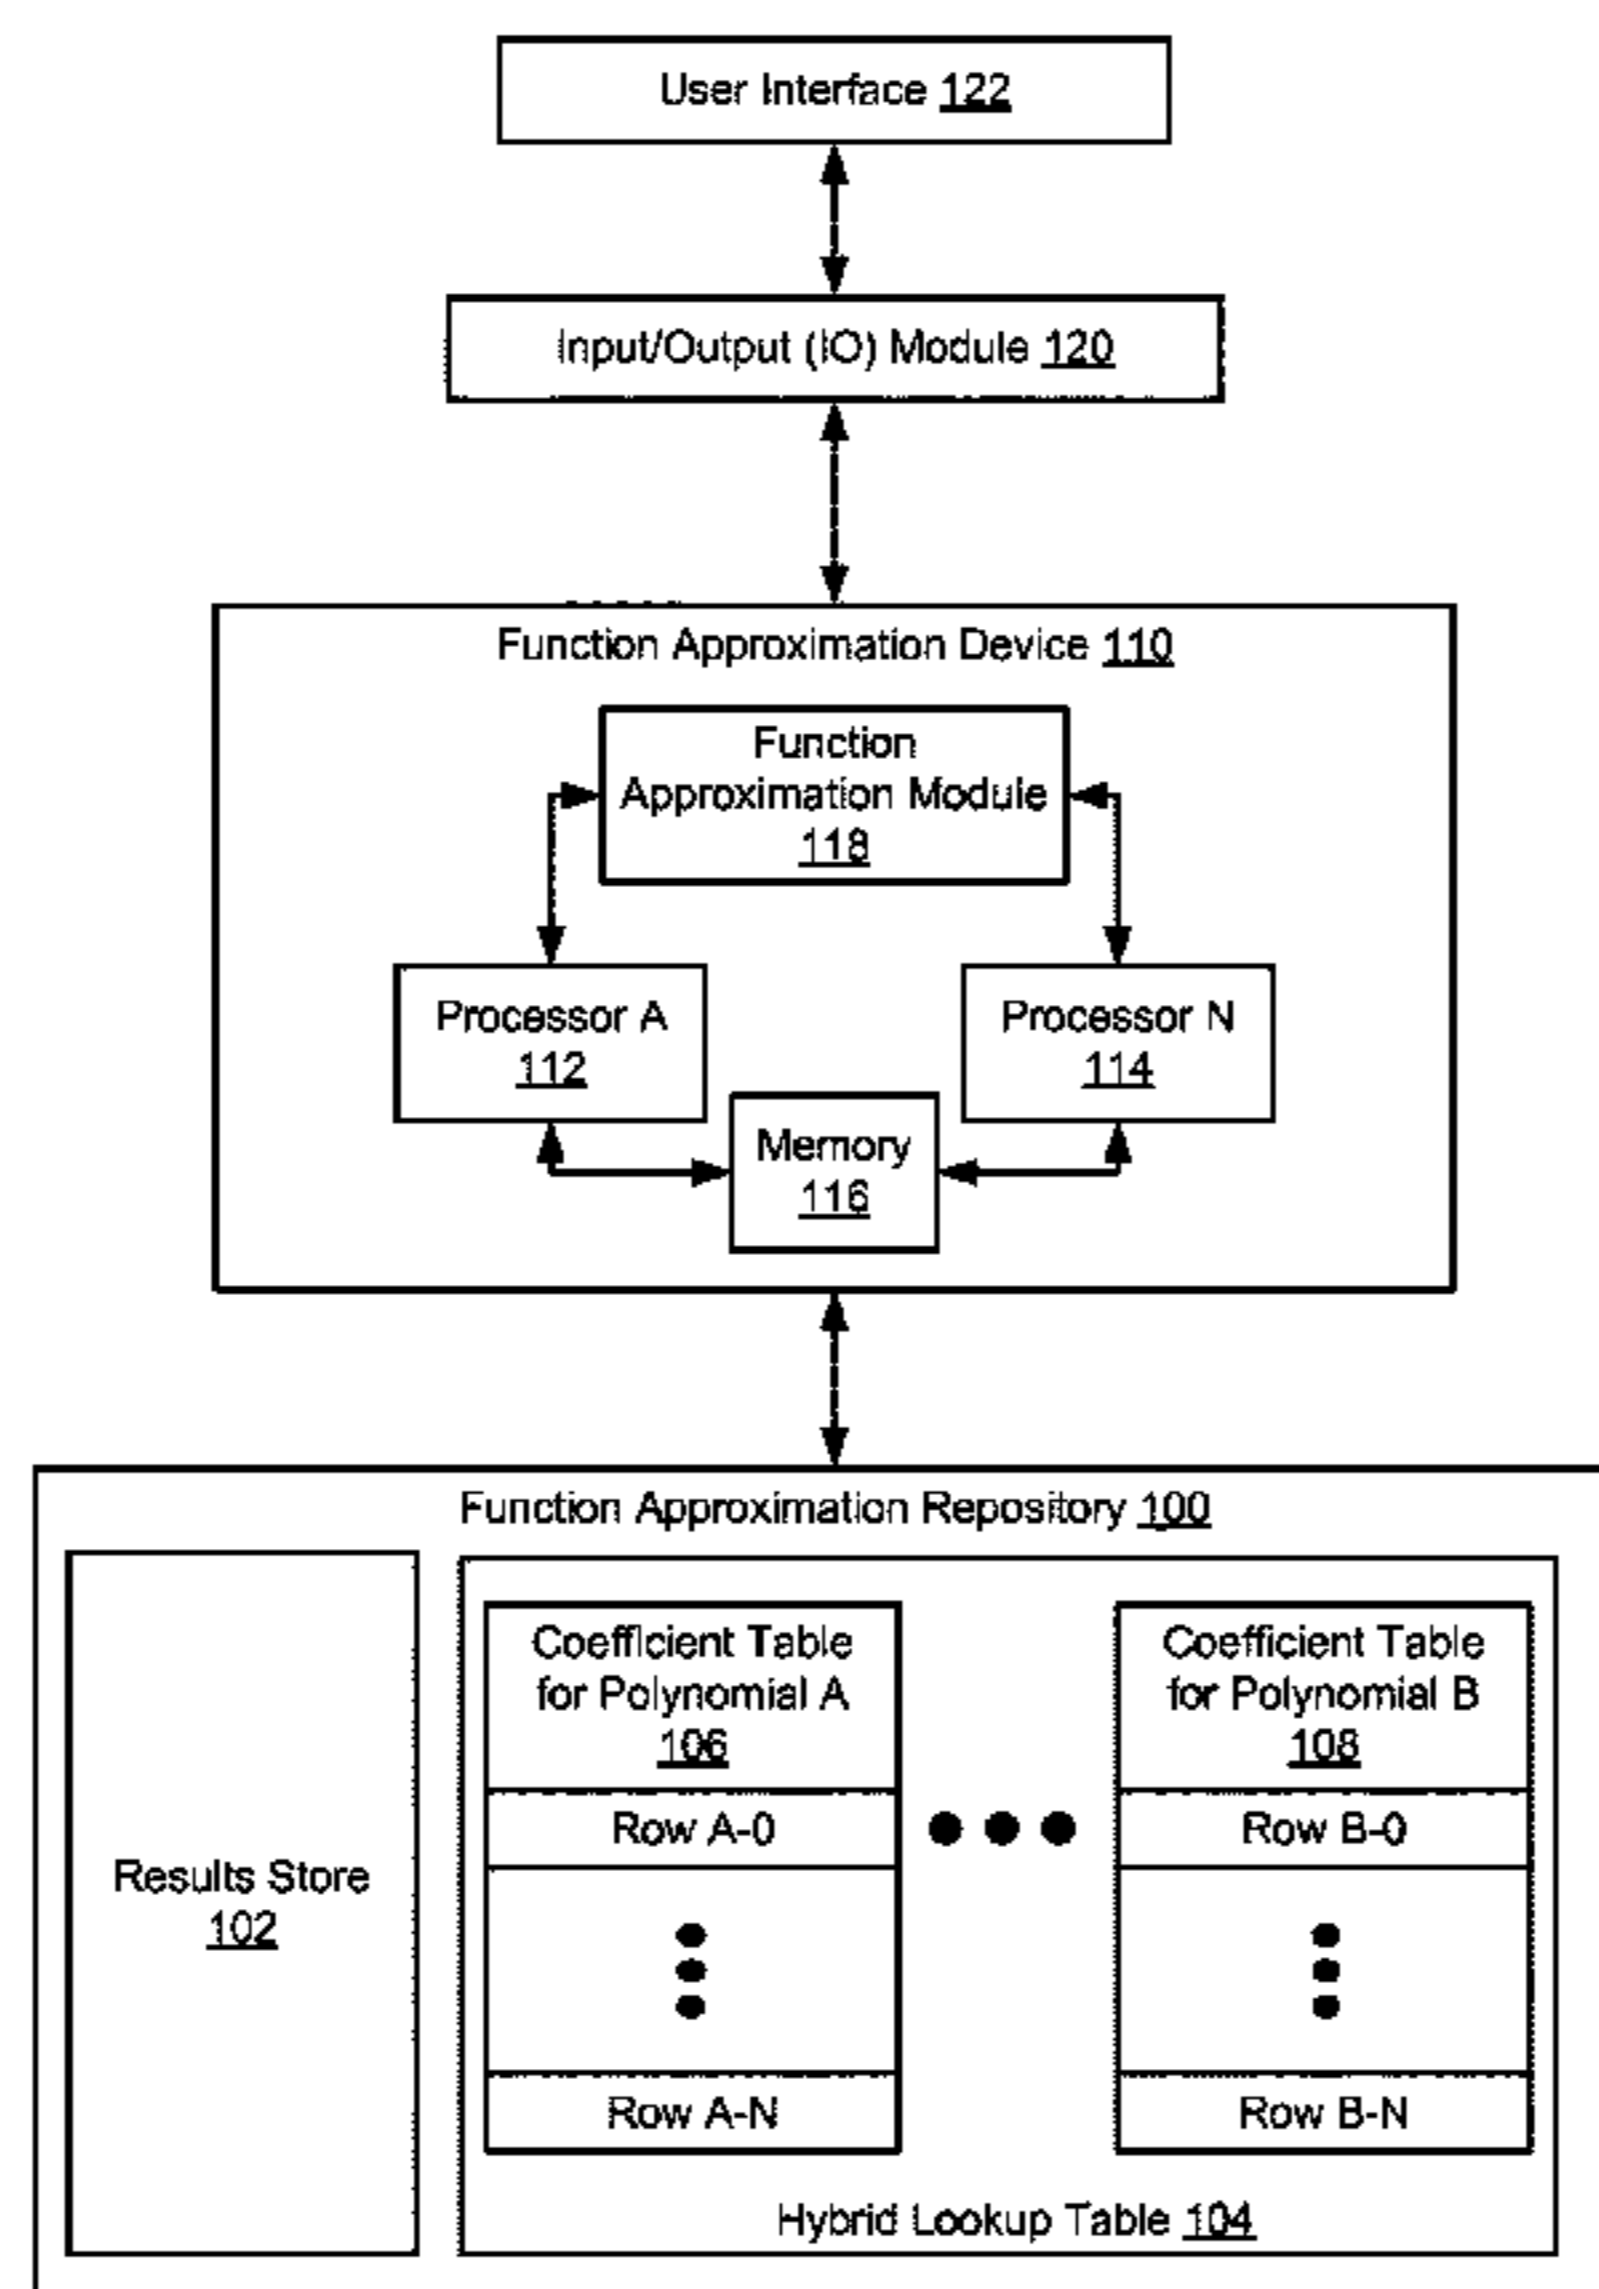 User Interface 122
Input/Output (IO) Module 120
Function Approximation Device 110
Function
Approximation Module
118
Processor A
112
Processor N
114
Memory
116
Function Approximation Repository 100
Results Store
102
Coefficient Table
for Polynomial A
106
Row A-0
Row A-N
Coefficient Table
for Polynomial B
108
Row B-0
Row B-N
Hybrid Lookup Table 104